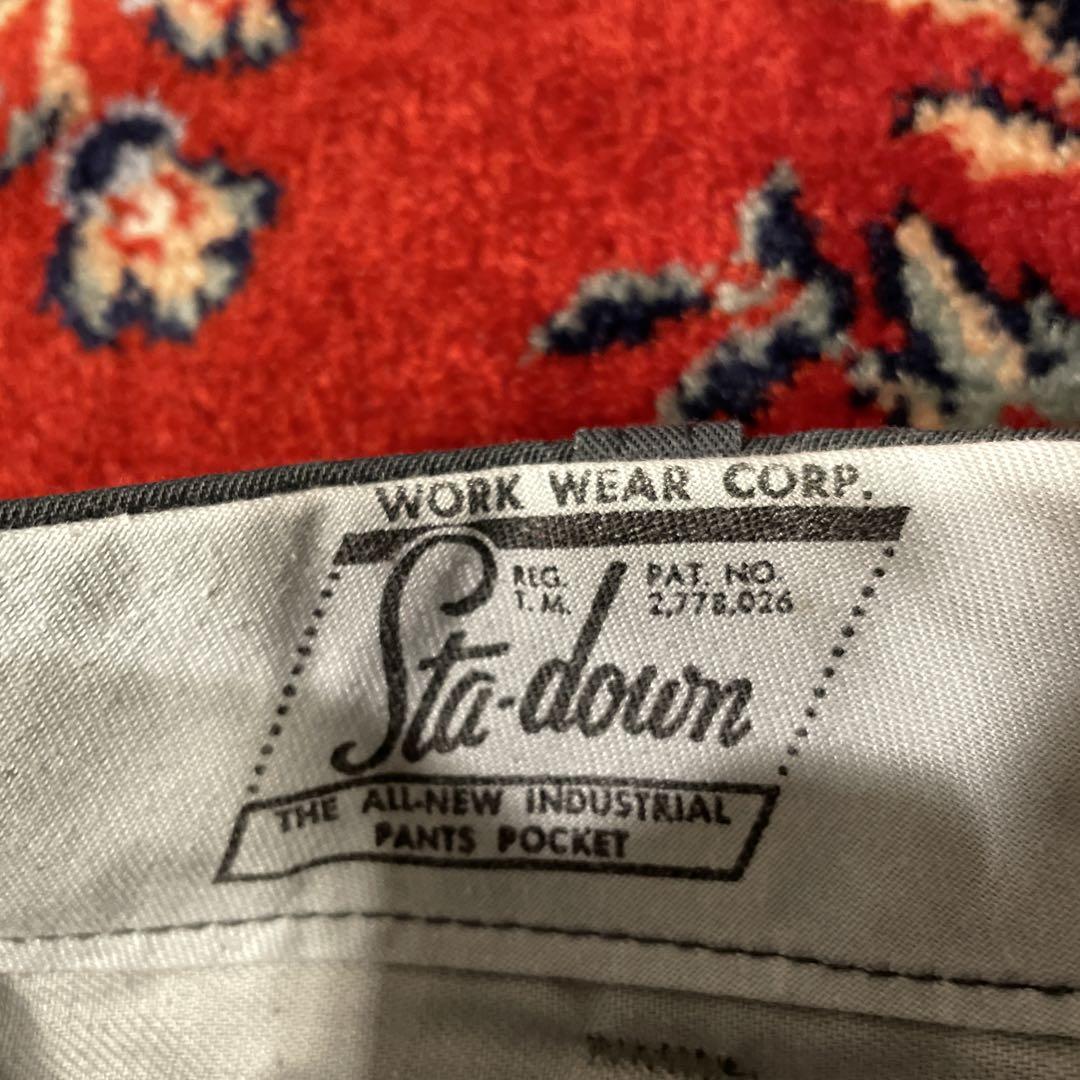 WORK WEAR CORP.
REG.
T.M.
PAT. NO.
2,778,026
Sta-down
THE ALL-NEW INDUSTRIAL
PANTS POCKET